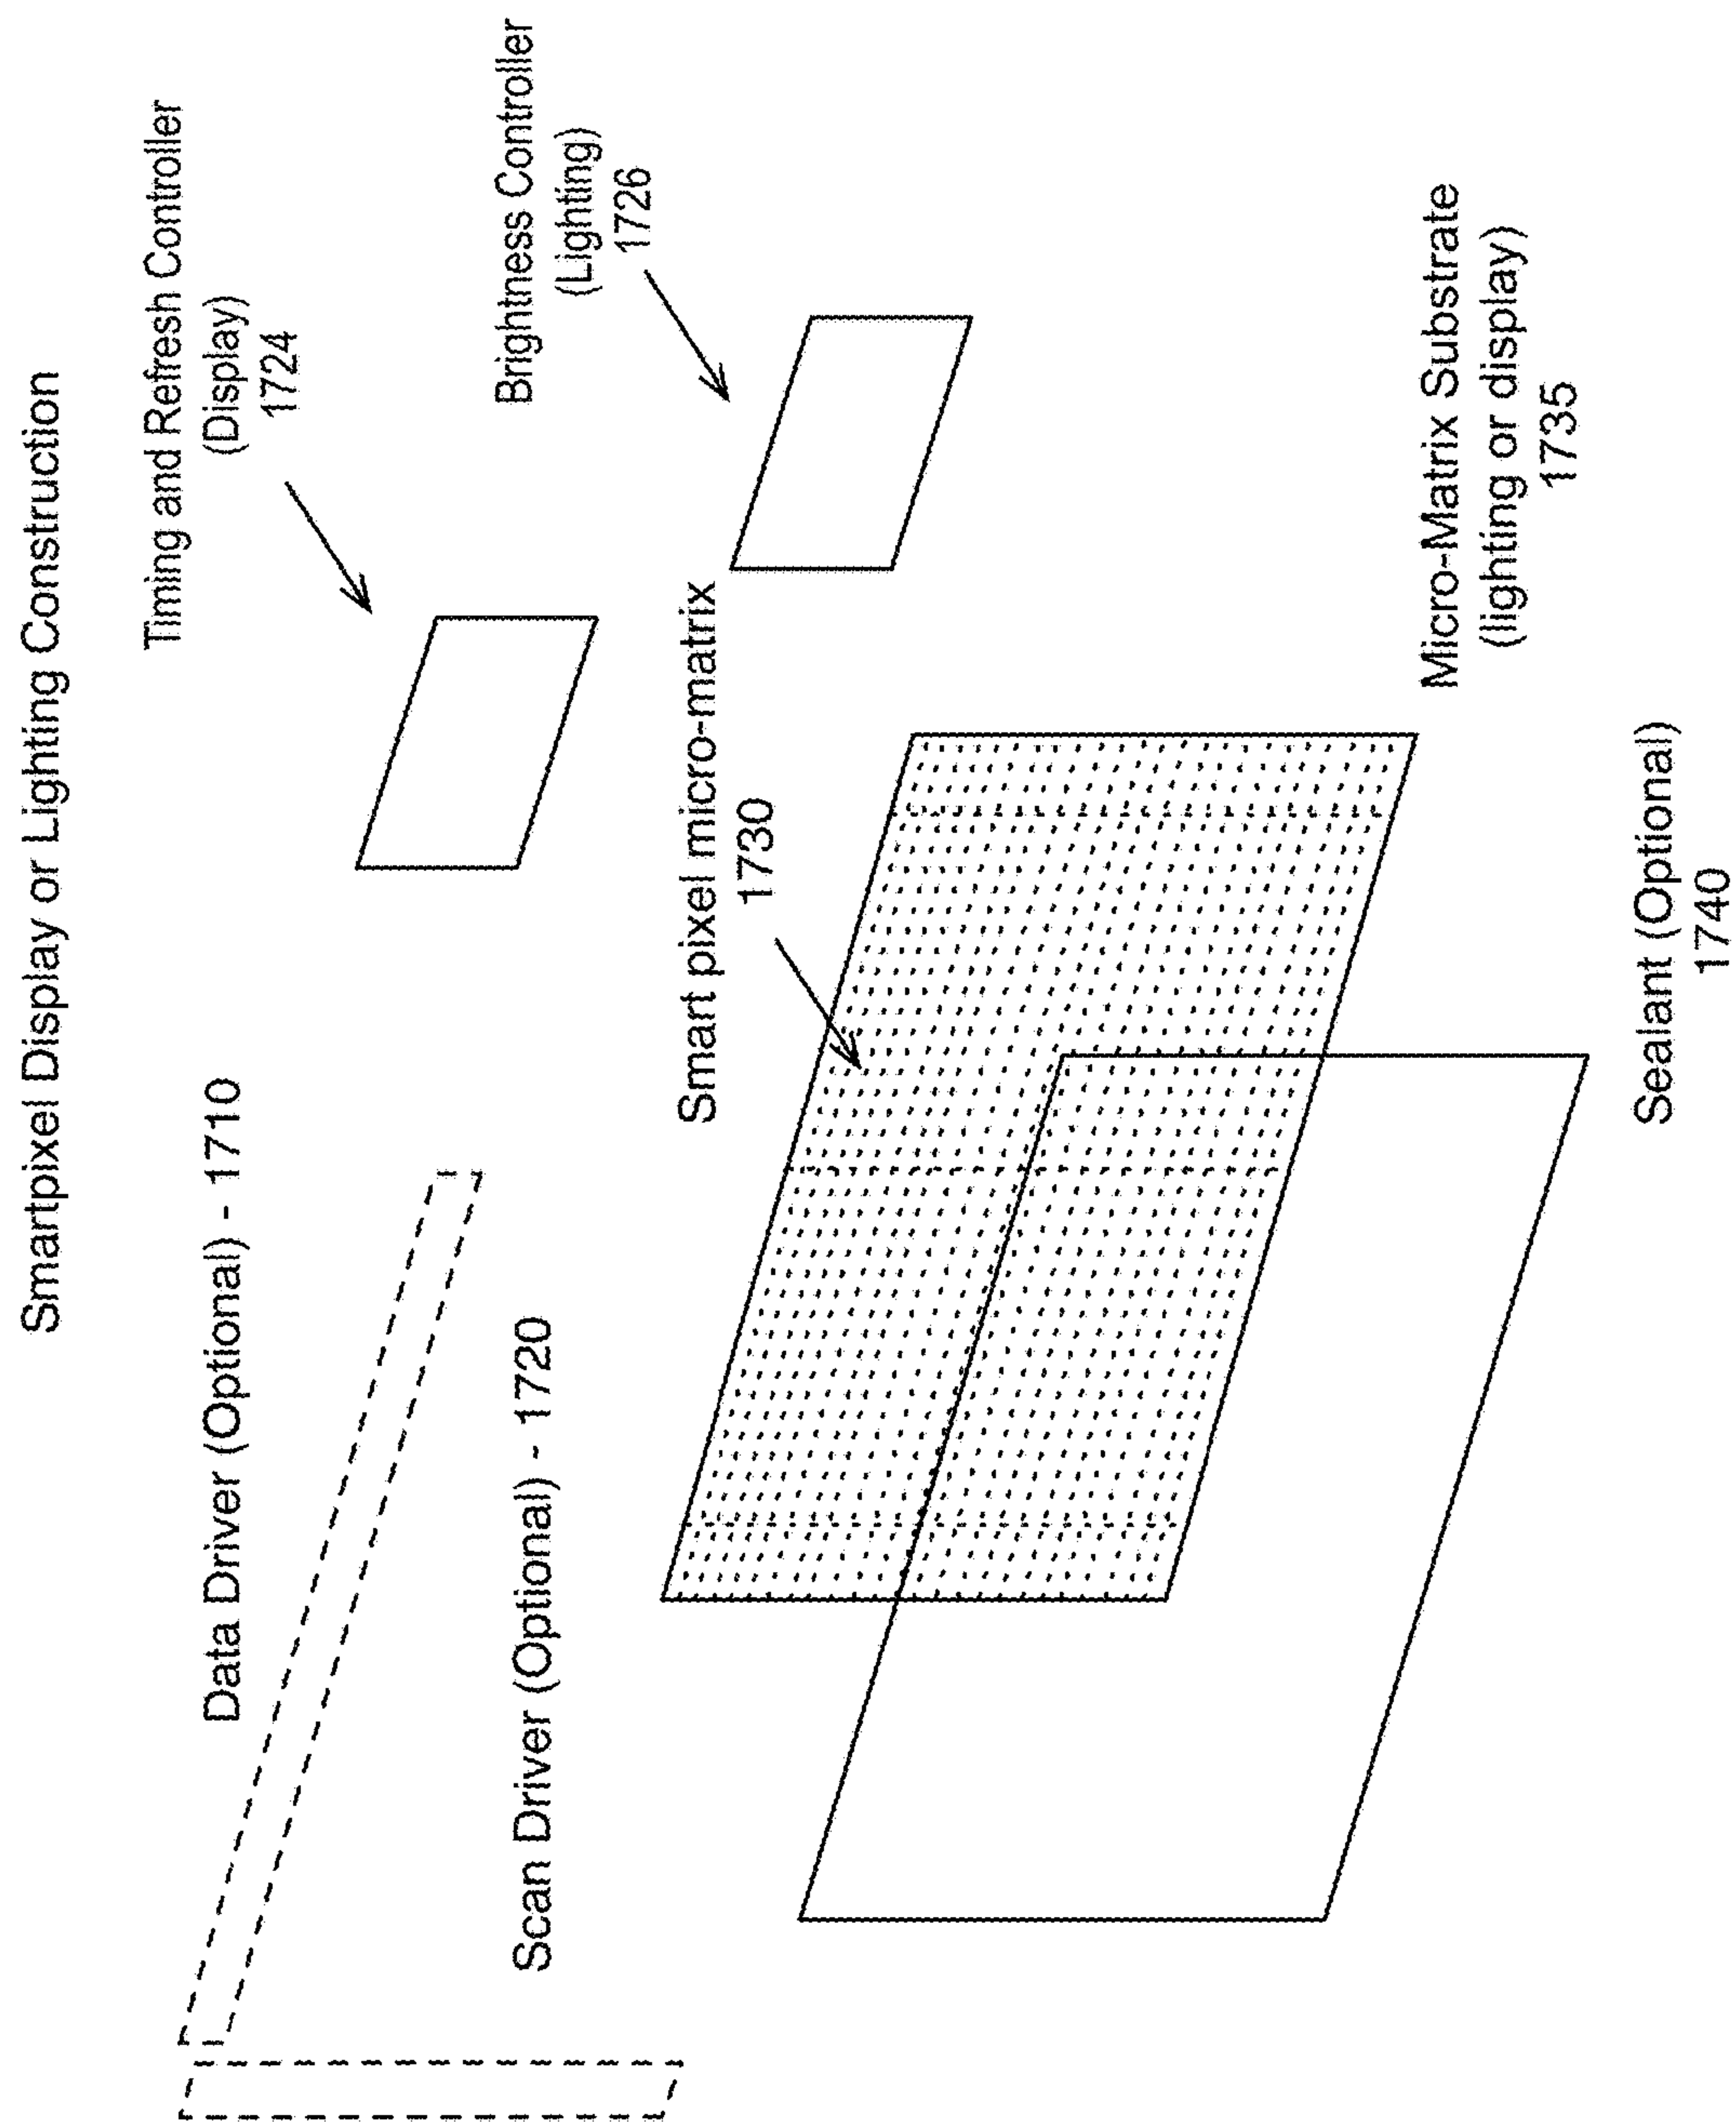 Smartpixel Display or Lighting Construction
Timing and Refresh Controller
(Display)
1724
Data Driver (Optional) - 1710
Brightness Controller
(Lighting)
1726
Scan Driver (Optional) - 1720
Smart pixel micro-matrix
1730
Micro-Matrix Substrate
(lighting or display)
1735
Sealant (Optional)
1740